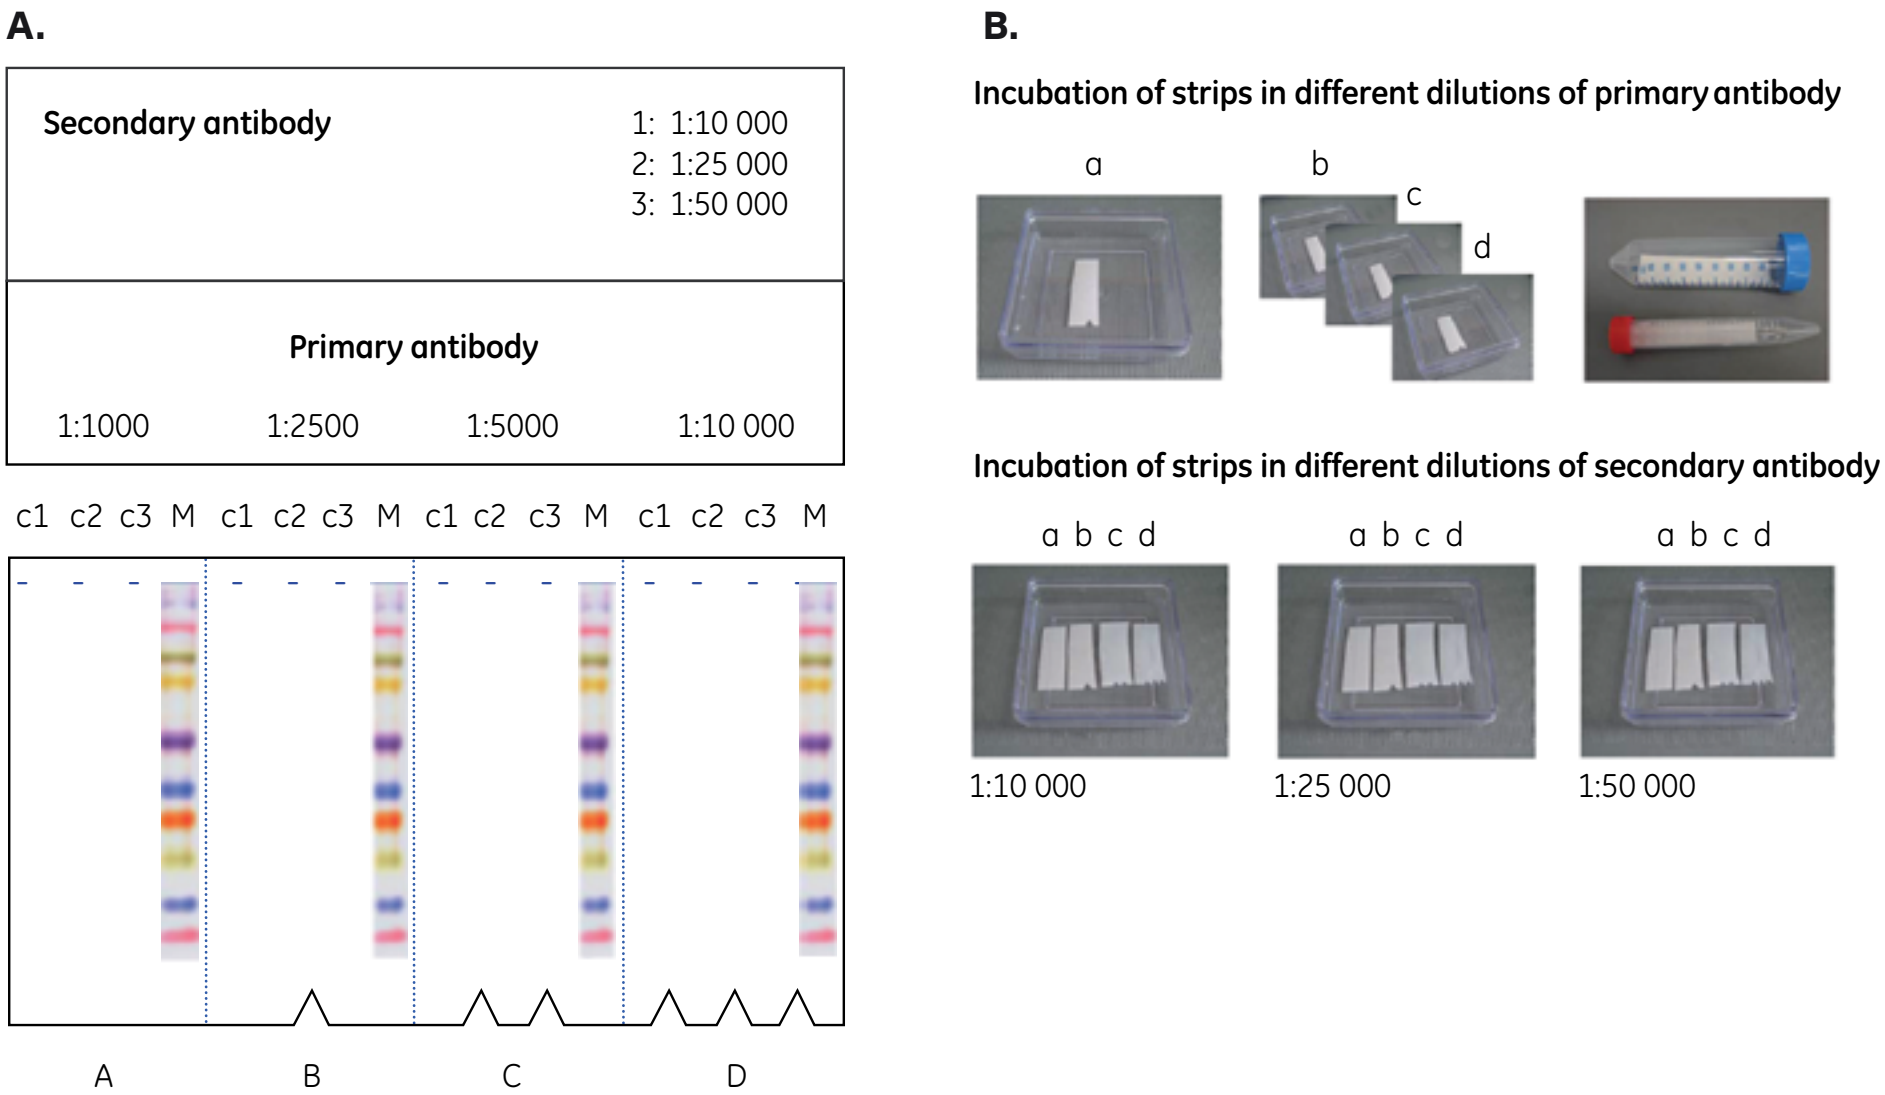 A.
Secondary antibody
1: 1:10 000
2: 1:25 000
3: 1:50 000
Primary antibody
1:1000 1:2500 1:5000 1:10 000
c1 c2 c3 M c1 c2 c3 M c1 c2 c3 M c1 c2 c3 M
A B C D
B.
Incubation of strips in different dilutions of primary antibody
a
b
c
d
Incubation of strips in different dilutions of secondary antibody
a b c d a b c d a b c d
1:10 000 1:25 000 1:50 000